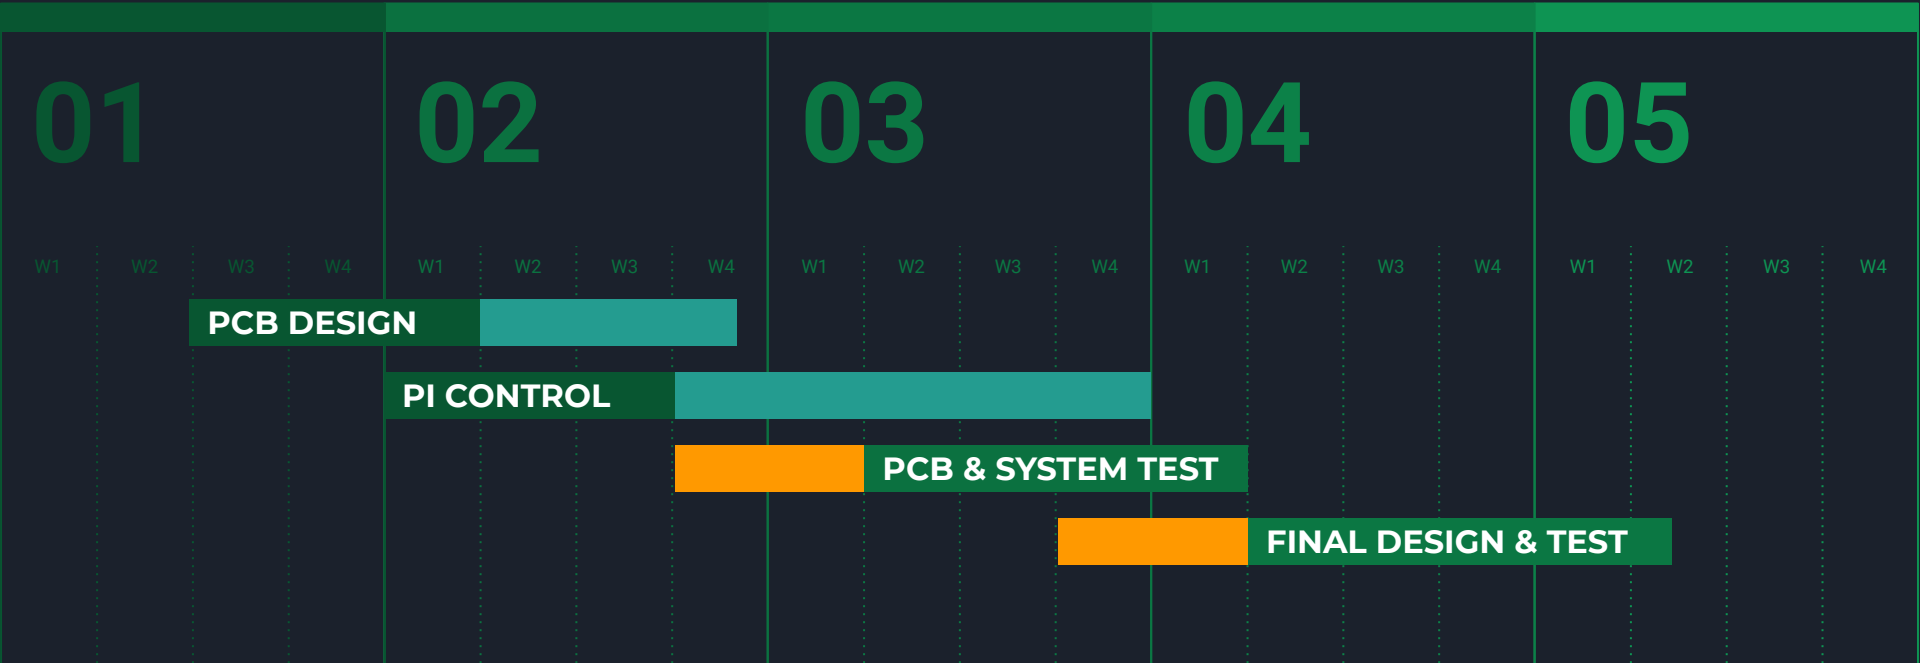 01 02 03 04 05
W1 W2 W3 W4 W1 W2 W3 W4 W1 W2 W3 W4 W1 W2 W3 W4 W1 W2 W3 W4
PCB DESIGN
PI CONTROL
PCB & SYSTEM TEST
FINAL DESIGN & TEST